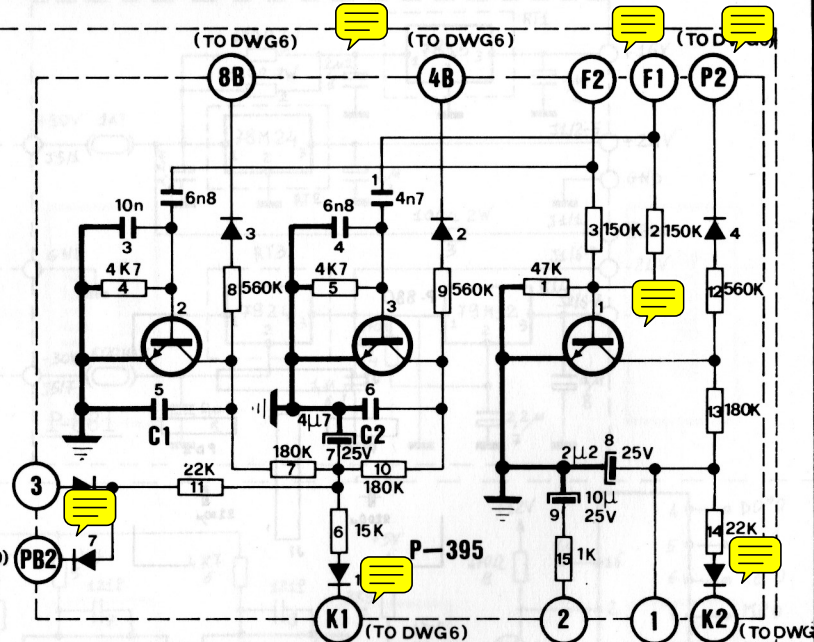 (TO DWG6)
(TO DWG6)
(TO DWG6)
8B
4B
F2
F1
P2
10n
3
6n8
6n8
4
1
4n7
3
2
3
150K
2
150K
4
4K7
4
8
560K
4K7
5
9
560K
47K
1
12
560K
2
3
1
5
C1
6
C2
4µ7
7
25V
13
180K
2µ2
8
25V
180K
7
10
180K
3
22K
11
10µ
25V
9
7
PB2
6
15K
P-395
15
1K
14
22K
1
K1
(TO DWG6)
2
1
K2
(TO DWG